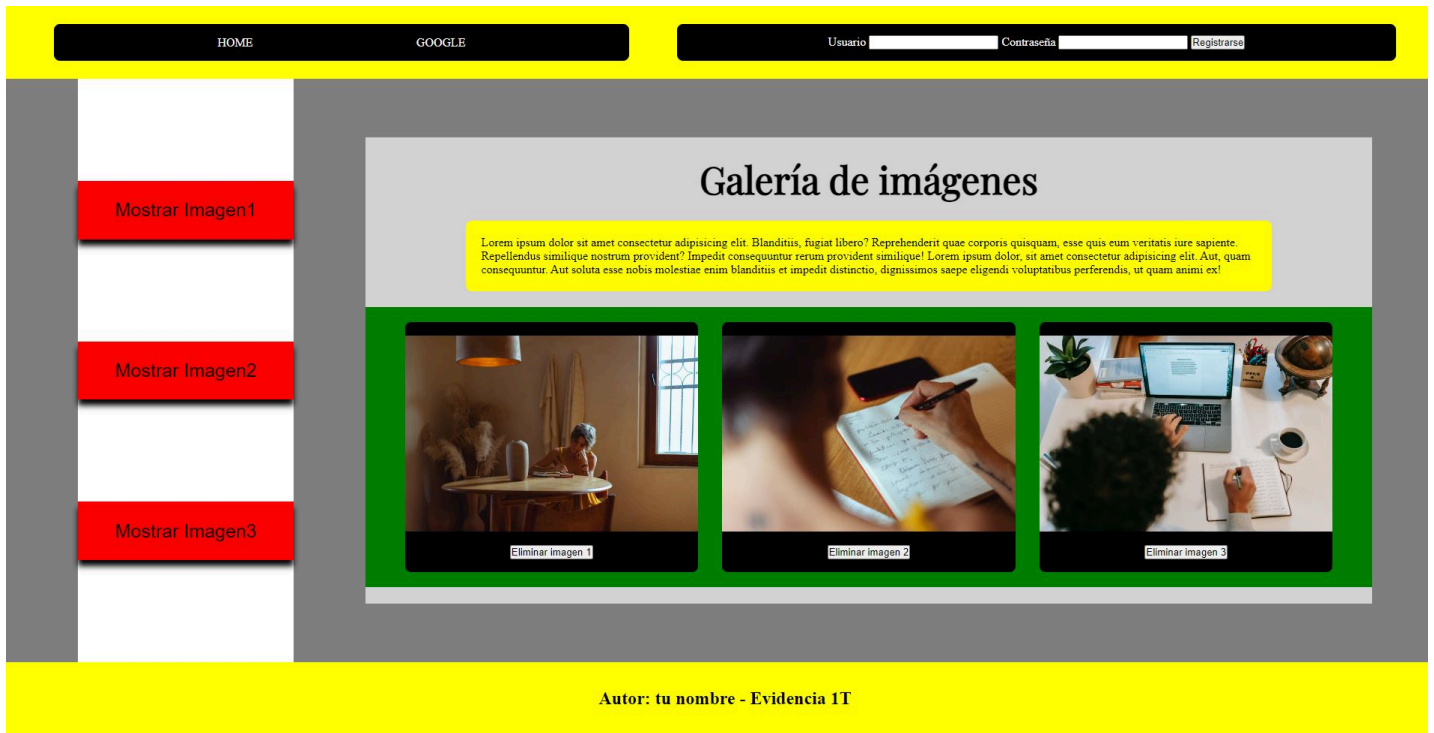 HOME GOOGLE Usuario Contraseña Registrarse
Mostrar Imagen1
Mostrar Imagen2
Mostrar Imagen3
Galería de imágenes
Lorem ipsum dolor sit amet consectetur adipisicing elit. Blanditiis, fugiat libero? Reprehenderit quae corporis quisquam, esse quis eum veritatis iure sapiente.
Repellendus similique nostrum provident? Impedit consequuntur rerum provident similique! Lorem ipsum dolor, sit amet consectetur adipisicing elit. Aut, quam
consequuntur. Aut soluta esse nobis molestiae enim blanditiis et impedit distinctio, dignissimos saepe eligendi voluptatibus perferendis, ut quam animi ex!
Eliminar imagen 1
Eliminar imagen 2
Eliminar imagen 3
Autor: tu nombre - Evidencia 1T